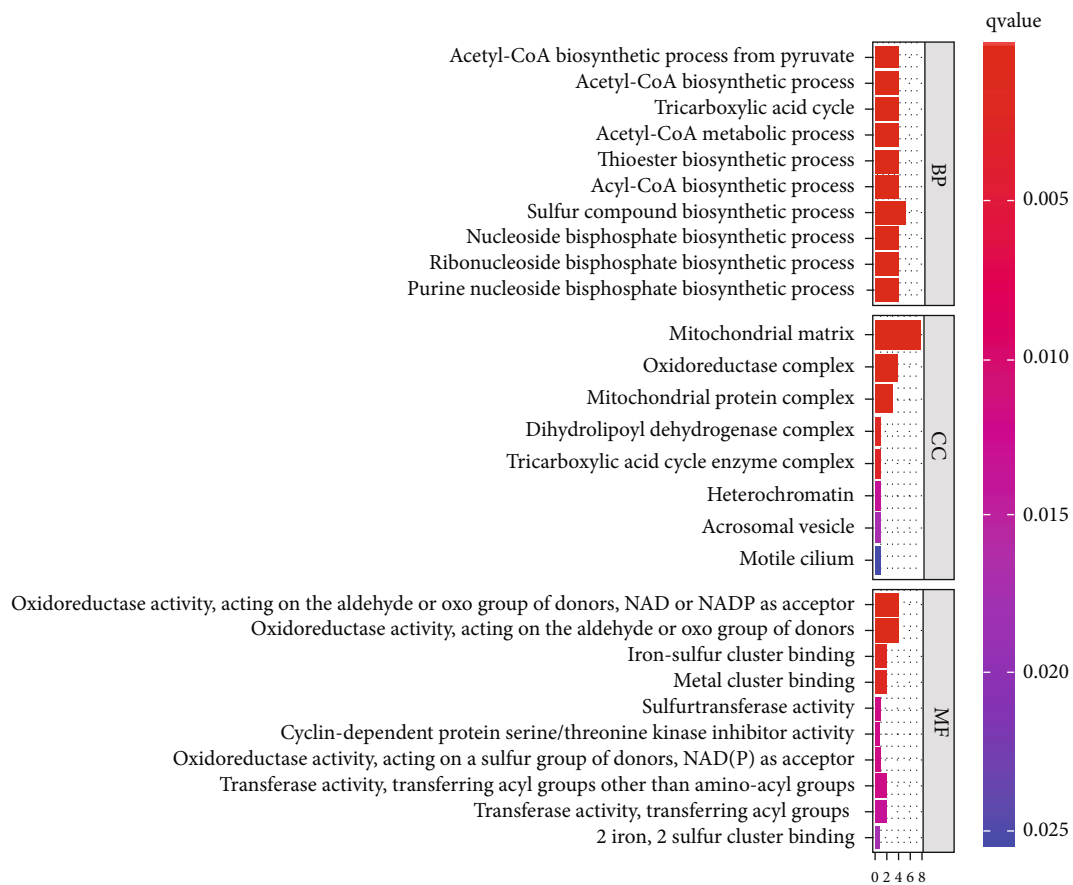 qvalue
Acetyl-CoA biosynthetic process from pyruvate
Acetyl-CoA biosynthetic process
Tricarboxylic acid cycle
Acetyl-CoA metabolic process
Thioester biosynthetic process
Acyl-CoA biosynthetic process
Sulfur compound biosynthetic process
Nucleoside bisphosphate biosynthetic process
Ribonucleoside bisphosphate biosynthetic process
Purine nucleoside bisphosphate biosynthetic process
BP
Mitochondrial matrix
Oxidoreductase complex
Mitochondrial protein complex
Dihydrolipoyl dehydrogenase complex
Tricarboxylic acid cycle enzyme complex
Heterochromatin
Acrosomal vesicle
Motile cilium
CC
Oxidoreductase activity, acting on the aldehyde or oxo group of donors, NAD or NADP as acceptor
Oxidoreductase activity, acting on the aldehyde or oxo group of donors
Iron-sulfur cluster binding
Metal cluster binding
Sulfurtransferase activity
Cyclin-dependent protein serine/threonine kinase inhibitor activity
Oxidoreductase activity, acting on a sulfur group of donors, NAD(P) as acceptor
Transferase activity, transferring acyl groups other than amino-acyl groups
Transferase activity, transferring acyl groups
2 iron, 2 sulfur cluster binding
MF
0 2 4 6 8
0.005
0.010
0.015
0.020
0.025